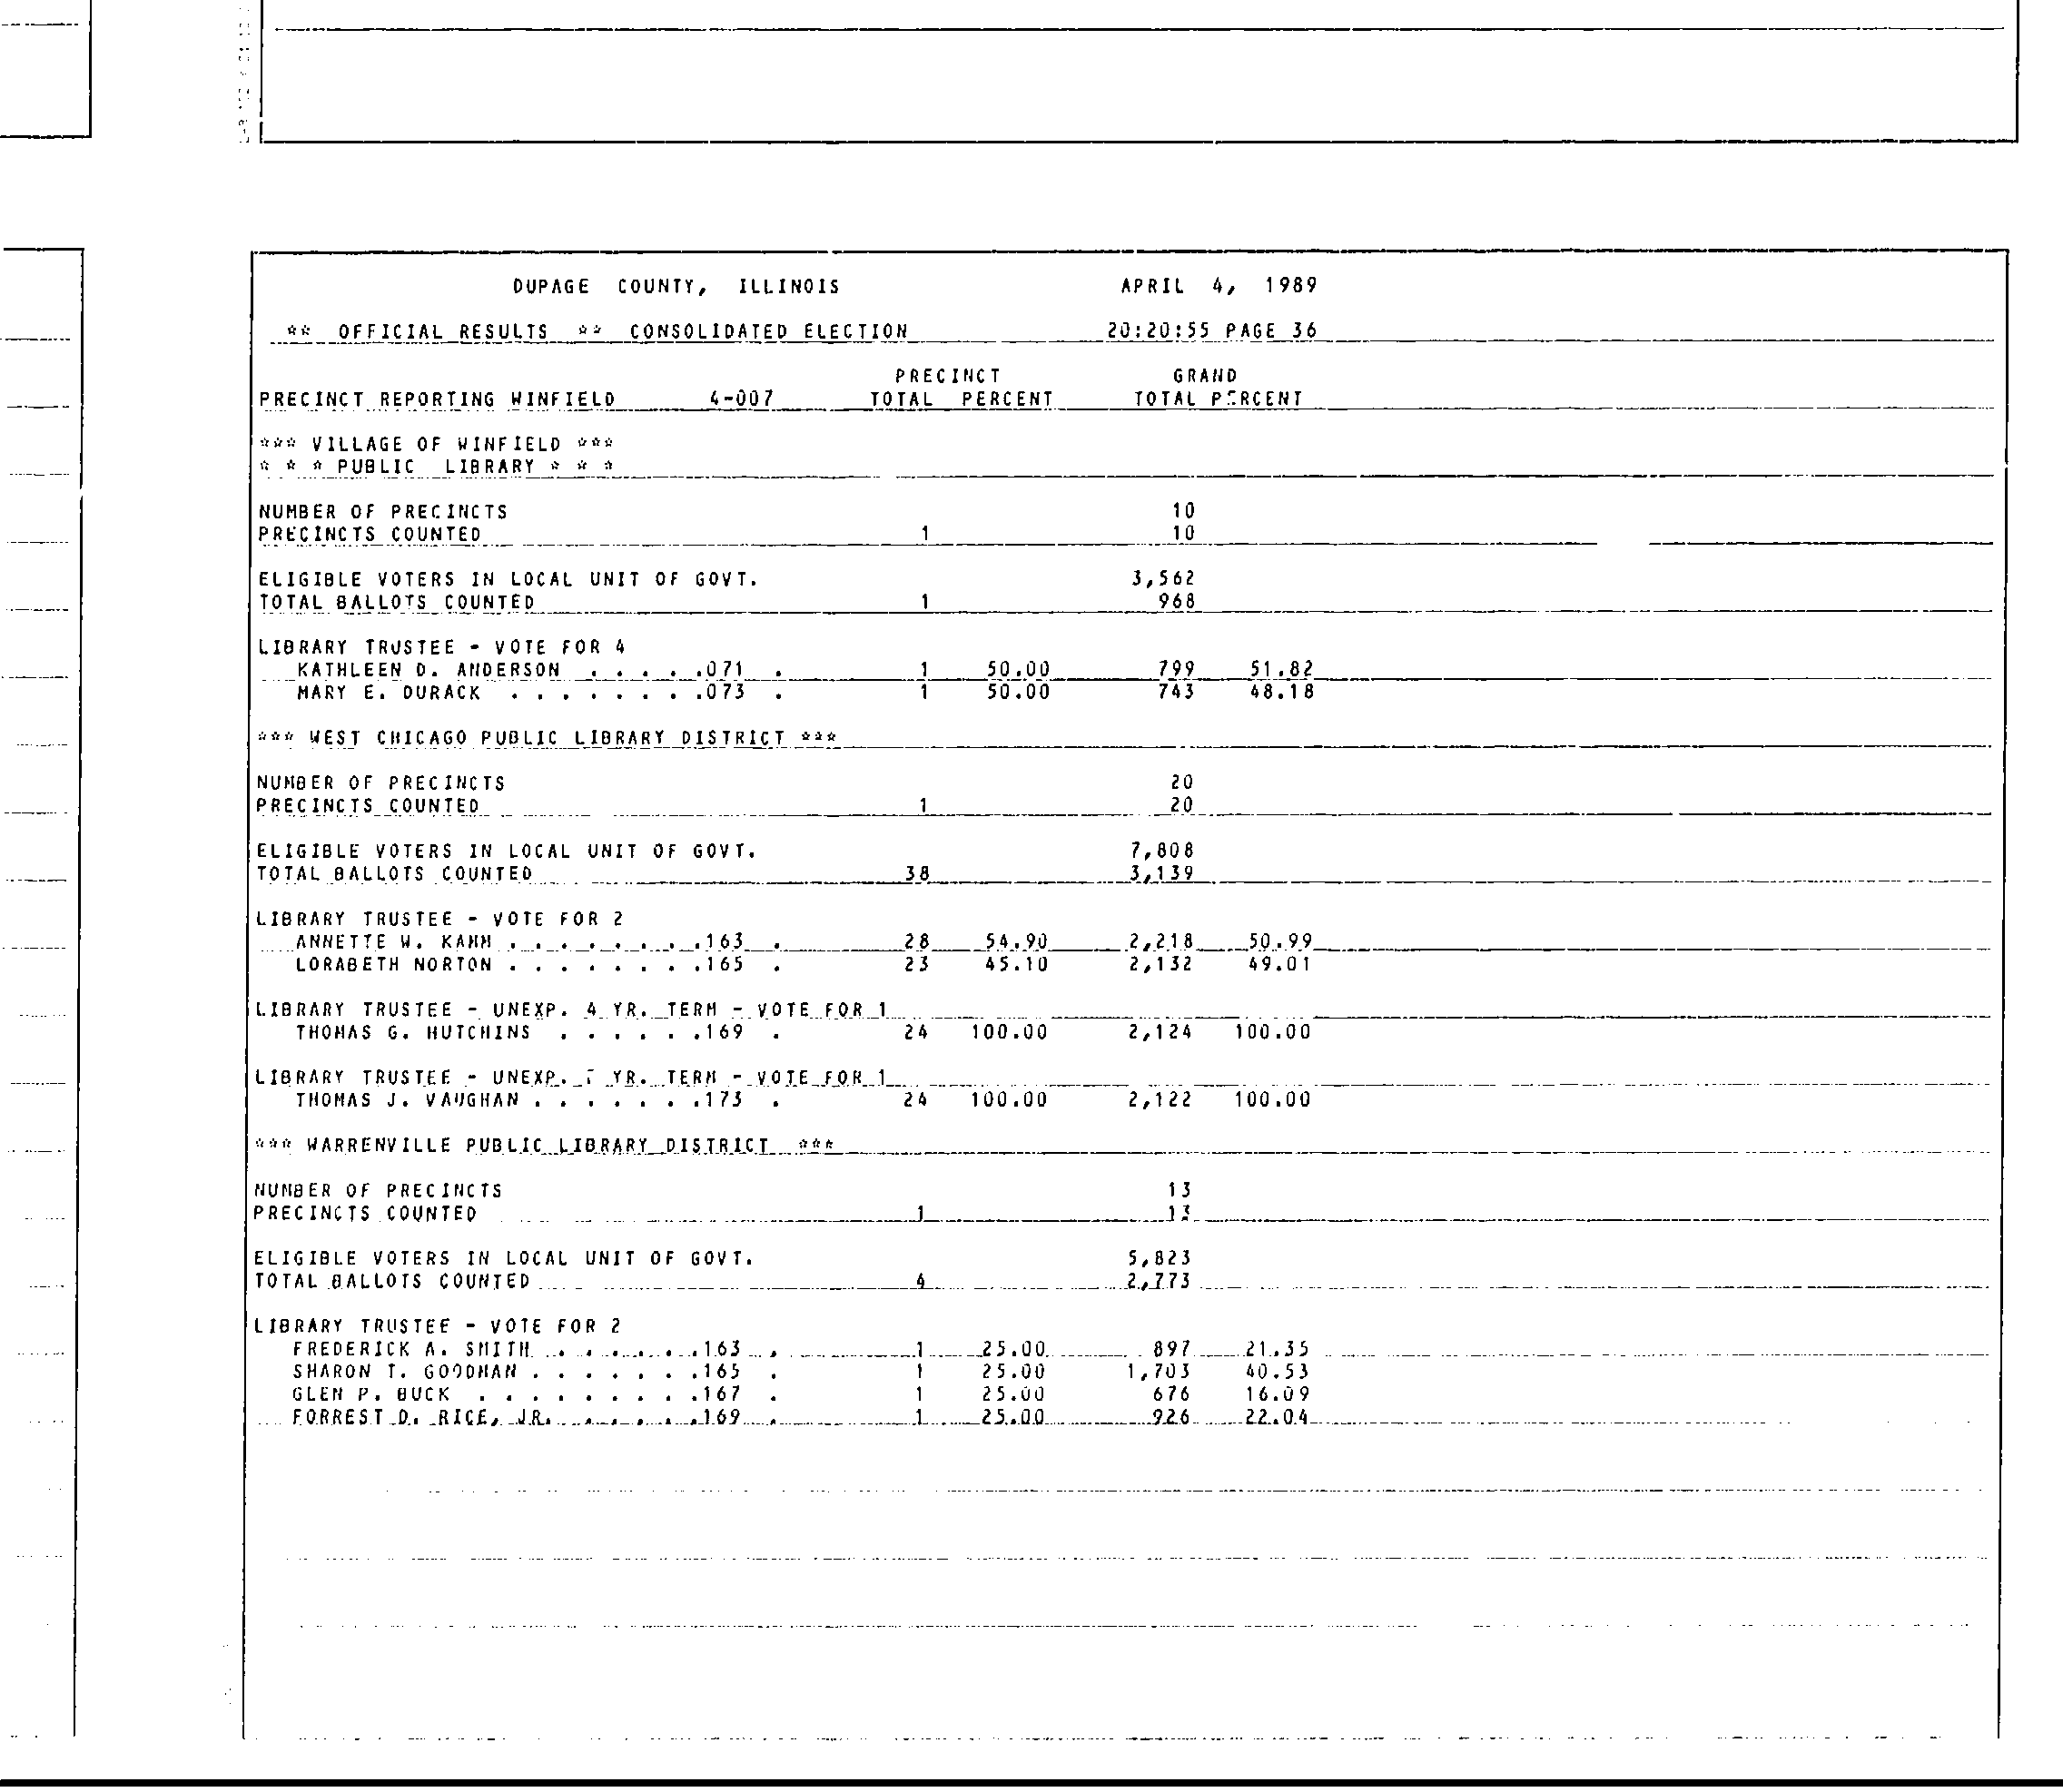 DUPAGE COUNTY, ILLINOIS APRIL 4, 1989
** OFFICIAL RESULTS ** CONSOLIDATED ELECTION 20:20:55 PAGE 36
PRECINCT GRAND
PRECINCT REPORTING WINFIELD 4-007 TOTAL PERCENT TOTAL PERCENT
*** VILLAGE OF WINFIELD ***
* * * PUBLIC LIBRARY * * *
NUMBER OF PRECINCTS 10
PRECINCTS COUNTED 1 10
ELIGIBLE VOTERS IN LOCAL UNIT OF GOVT. 3,562
TOTAL BALLOTS COUNTED 1 968
LIBRARY TRUSTEE - VOTE FOR 4
KATHLEEN D. ANDERSON . . . . .071 . 1 50.00 799 51.82
MARY E. DURACK . . . . . . . .073 . 1 50.00 743 48.18
*** WEST CHICAGO PUBLIC LIBRARY DISTRICT ***
NUMBER OF PRECINCTS 20
PRECINCTS COUNTED 1 20
ELIGIBLE VOTERS IN LOCAL UNIT OF GOVT. 7,808
TOTAL BALLOTS COUNTED 38 3,139
LIBRARY TRUSTEE - VOTE FOR 2
ANNETTE W. . . . . . . . .163 . 28 54.90 2,218 50.99
LORABETH NORTON . . . . . . . .165 . 23 45.10 2,132 49.01
LIBRARY TRUSTEE - UNEXP. 4 YR. TERM - VOTE FOR 1
THOMAS G. HUTCHINS . . . . . .169 . 24 100.00 2,124 100.00
LIBRARY TRUSTEE - UNEXP. YR. TERM - VOTE FOR 1
THOMAS J. VAUGHAN . . . . . . .173 . 24 100.00 2,122 100.00
*** WARRENVILLE PUBLIC LIBRARY DISTRICT ***
NUMBER OF PRECINCTS 13
PRECINCTS COUNTED 1 13
ELIGIBLE VOTERS IN LOCAL UNIT OF GOVT. 5,823
TOTAL BALLOTS COUNTED 4 2,773
LIBRARY TRUSTEE - VOTE FOR 2
FREDERICK A. SMITH . . . . . .163 . 1 25.00 897 21.35
SHARON T. GOODMAN . . . . . . .165 . 1 25.00 1,703 40.53
GLEN P. BUCK . . . . . . . . .167 . 1 25.00 676 16.09
FORREST D. RICE, JR. . . . . .169 . 1 25.00 926 22.04